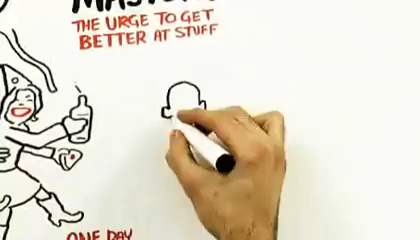 THE URGE TO GET
BETTER AT STUFF
ONE DAY